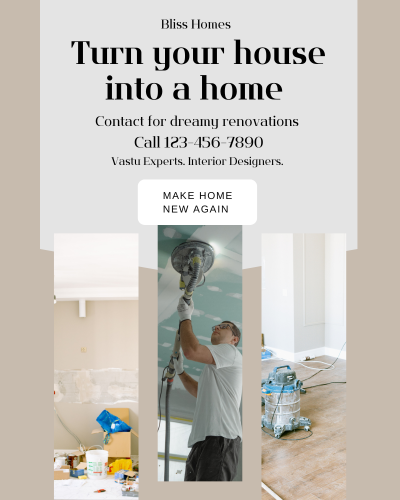 Bliss Homes
Turn your house
into a home
Contact for dreamy renovations
Call 123-456-7890
Vastu Experts. Interior Designers.
MAKE HOME
NEW AGAIN